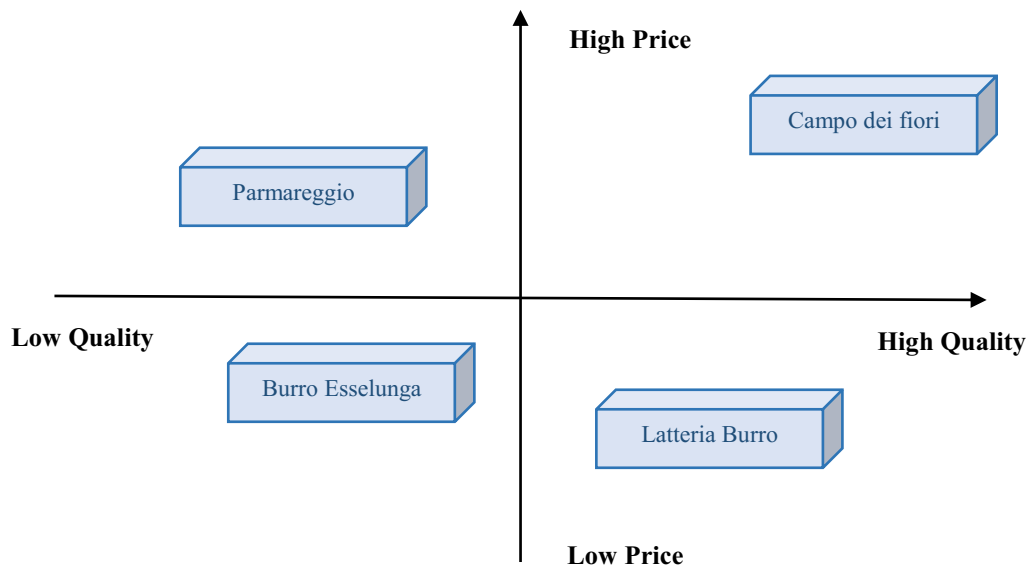 High Price
Campo dei fiori
Parmareggio
Low Quality
High Quality
Burro Esselunga
Latteria Burro
Low Price